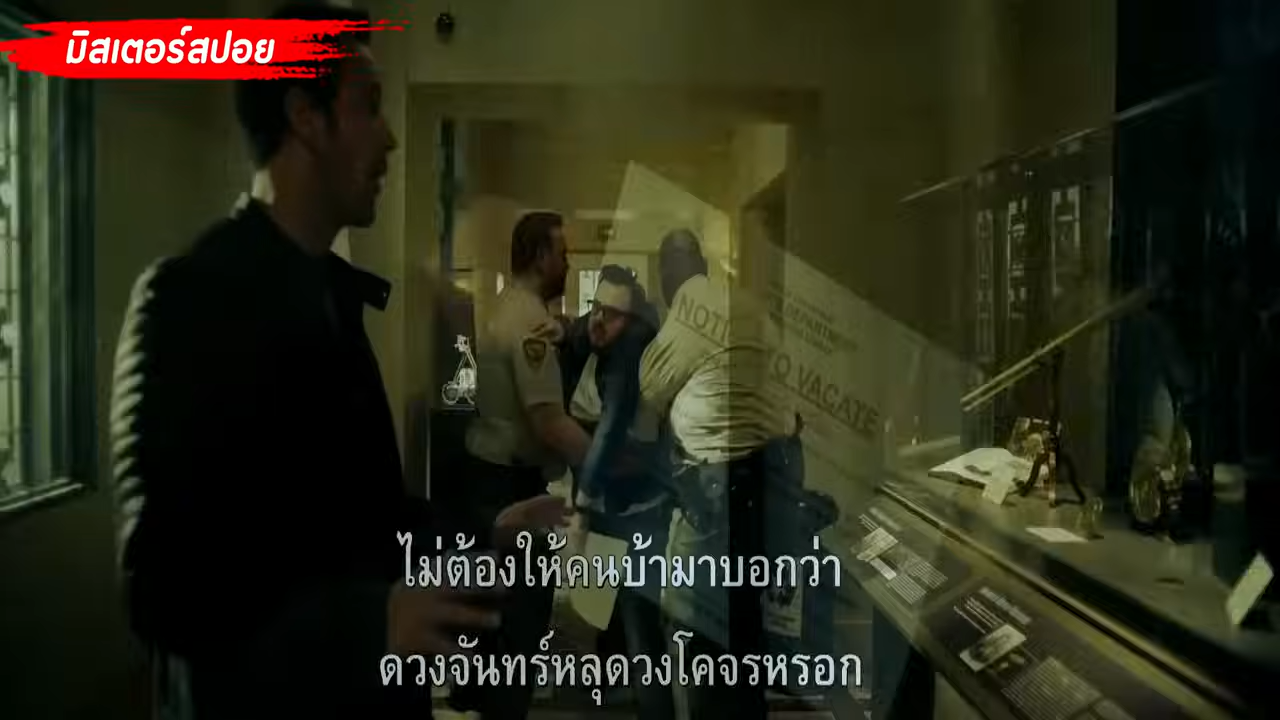 มิสเตอร์สปอย
NOTI
TO VACATE
DEPARTMENT
ไม่ต้องให้คนบ้ามาบอกว่า
ดวงจันทร์หลุดวงโคจรหรอก